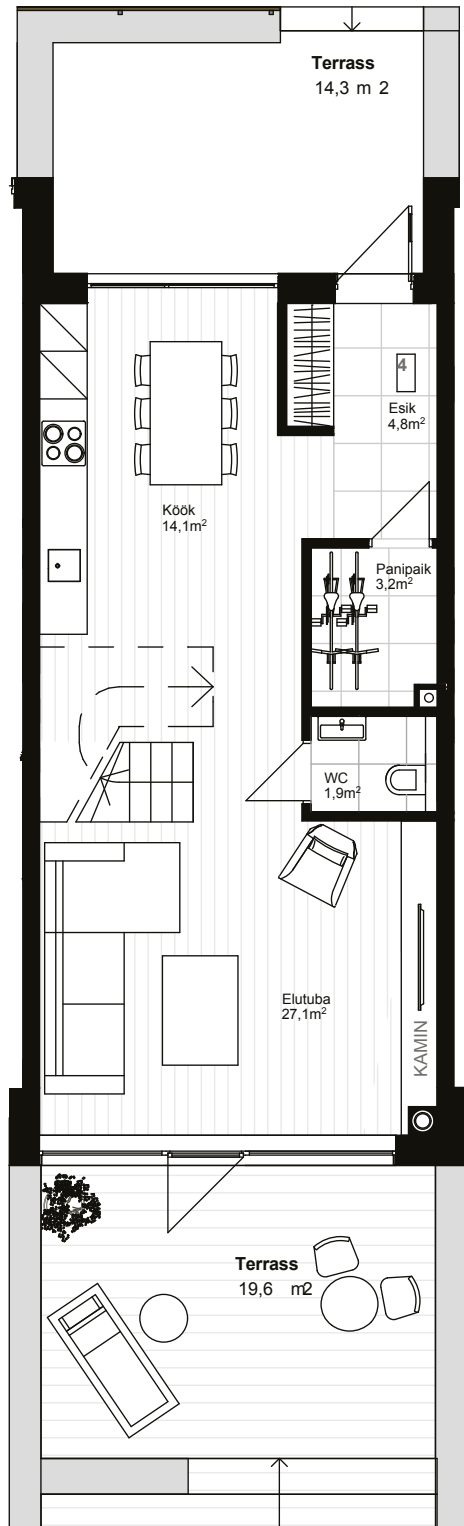 Terrass
14,3 m 2
4
Esik
4,8m²
Köök
14,1m²
Panipaik
3,2m²
WC
1,9m²
Elutuba
27,1m²
KAMIN
Terrass
19,6 m2